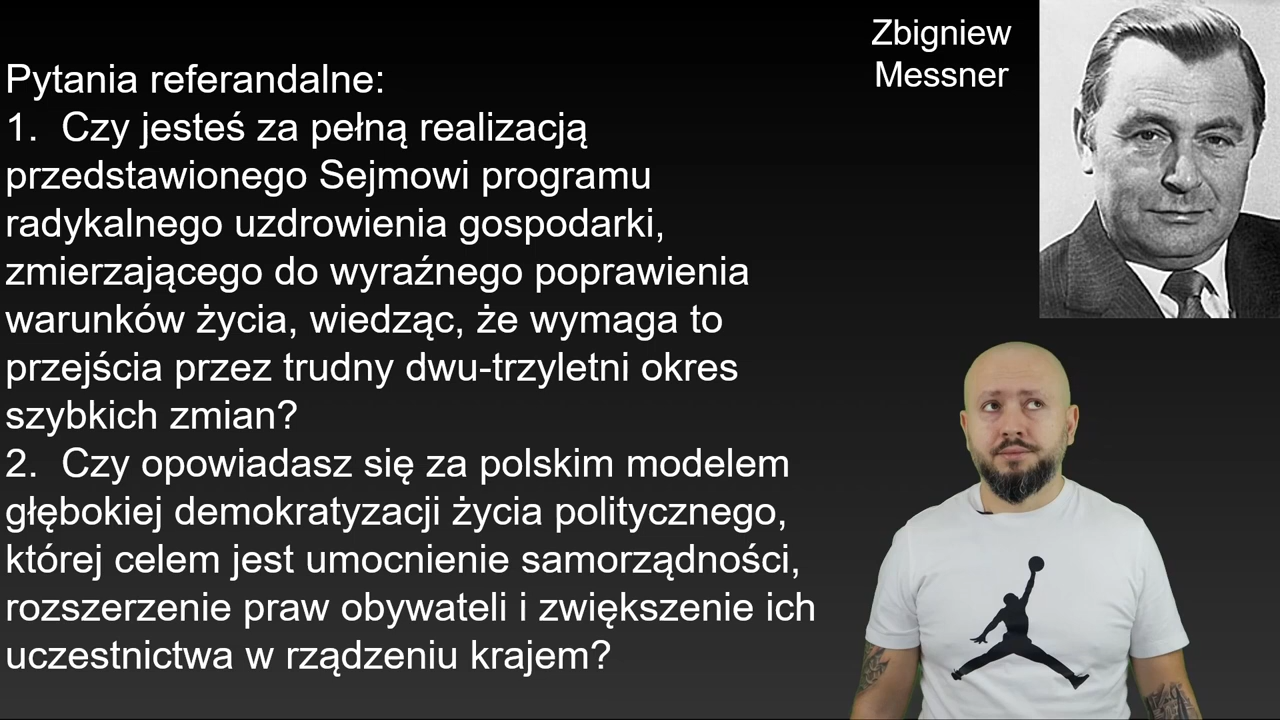 Zbigniew
Messner
Pytania referandalne:
1. Czy jesteś za pełną realizacją
przedstawionego Sejmowi programu
radykalnego uzdrowienia gospodarki,
zmierzającego do wyraźnego poprawienia
warunków życia, wiedząc, że wymaga to
przejścia przez trudny dwu-trzyletni okres
szybkich zmian?
2. Czy opowiadasz się za polskim modelem
głębokiej demokratyzacji życia politycznego,
której celem jest umocnienie samorządności,
rozszerzenie praw obywateli i zwiększenie ich
uczestnictwa w rządzeniu krajem?